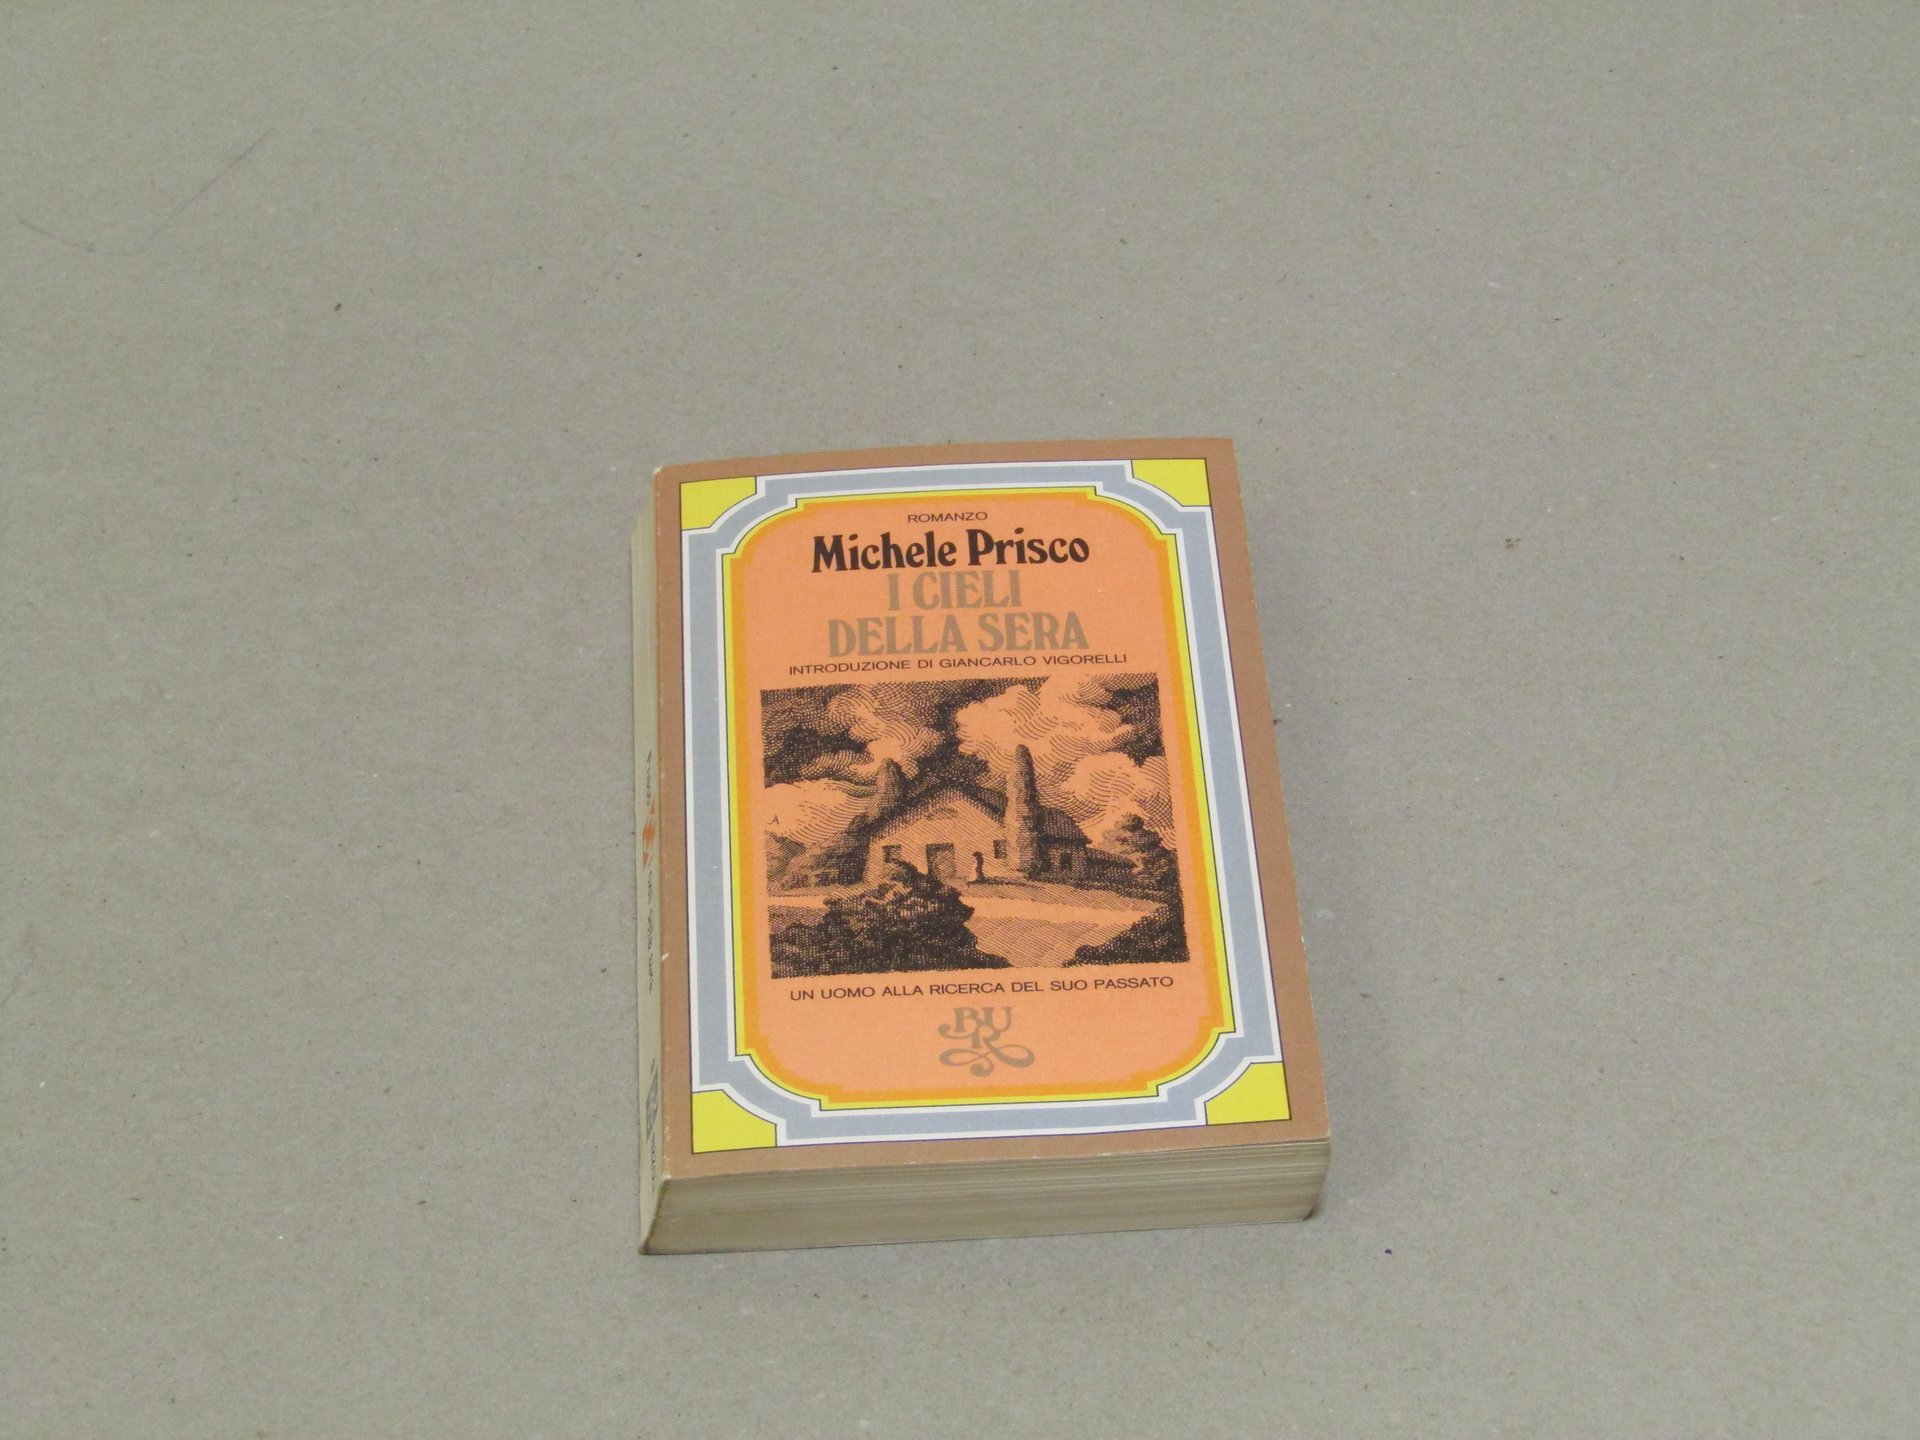 ROMANZO
Michele Prisco
I CIELI
DELLA SERA
INTRODUZIONE DI GIANCARLO VIGORELLI
A
UN UOMO ALLA RICERCA DEL SUO PASSATO
BUR